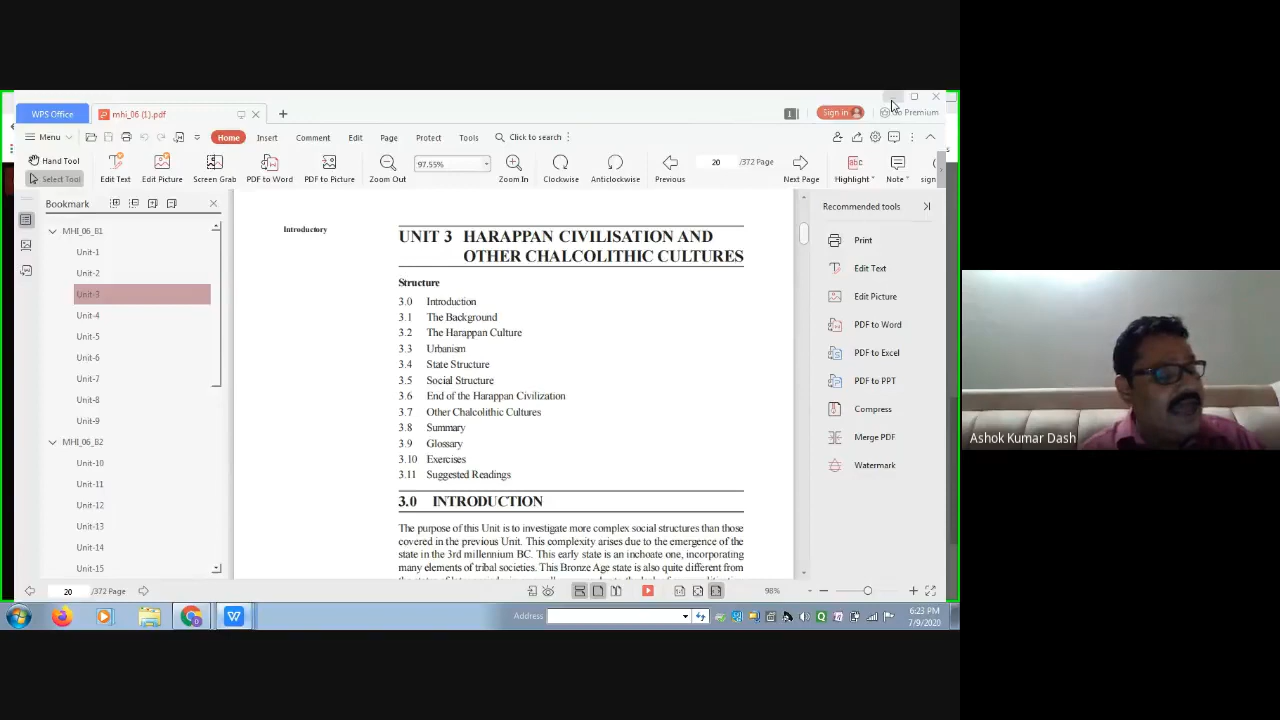 WPS Office
mhi_06 (1).pdf
Sign in
Go Premium
Menu
Home
Insert
Comment
Edit
Page
Protect
Tools
Click to search
Hand Tool
Select Tool
Edit Text
Edit Picture
Screen Grab
PDF to Word
PDF to Picture
Zoom Out
97.55%
Zoom In
Clockwise
Anticlockwise
Previous
20
/372 Page
Next Page
Highlight
Note
sign
Bookmark
MHI_06_B1
Unit-1
Unit-2
Unit-3
Unit-4
Unit-5
Unit-6
Unit-7
Unit-8
Unit-9
MHI_06_B2
Unit-10
Unit-11
Unit-12
Unit-13
Unit-14
Unit-15
Introductory
UNIT 3 HARAPPAN CIVILISATION AND
OTHER CHALCOLITHIC CULTURES
Structure
3.0 Introduction
3.1 The Background
3.2 The Harappan Culture
3.3 Urbanism
3.4 State Structure
3.5 Social Structure
3.6 End of the Harappan Civilization
3.7 Other Chalcolithic Cultures
3.8 Summary
3.9 Glossary
3.10 Exercises
3.11 Suggested Readings
3.0 INTRODUCTION
The purpose of this Unit is to investigate more complex social structures than those
covered in the previous Unit. This complexity arises due to the emergence of the
state in the 3rd millennium BC. This early state is an inchoate one, incorporating
many elements of tribal societies. This Bronze Age state is also quite different from
Recommended tools
Print
Edit Text
Edit Picture
PDF to Word
PDF to Excel
PDF to PPT
Compress
Merge PDF
Watermark
20
/372 Page
98%
Address
6:23 PM
7/9/2020
Ashok Kumar Dash